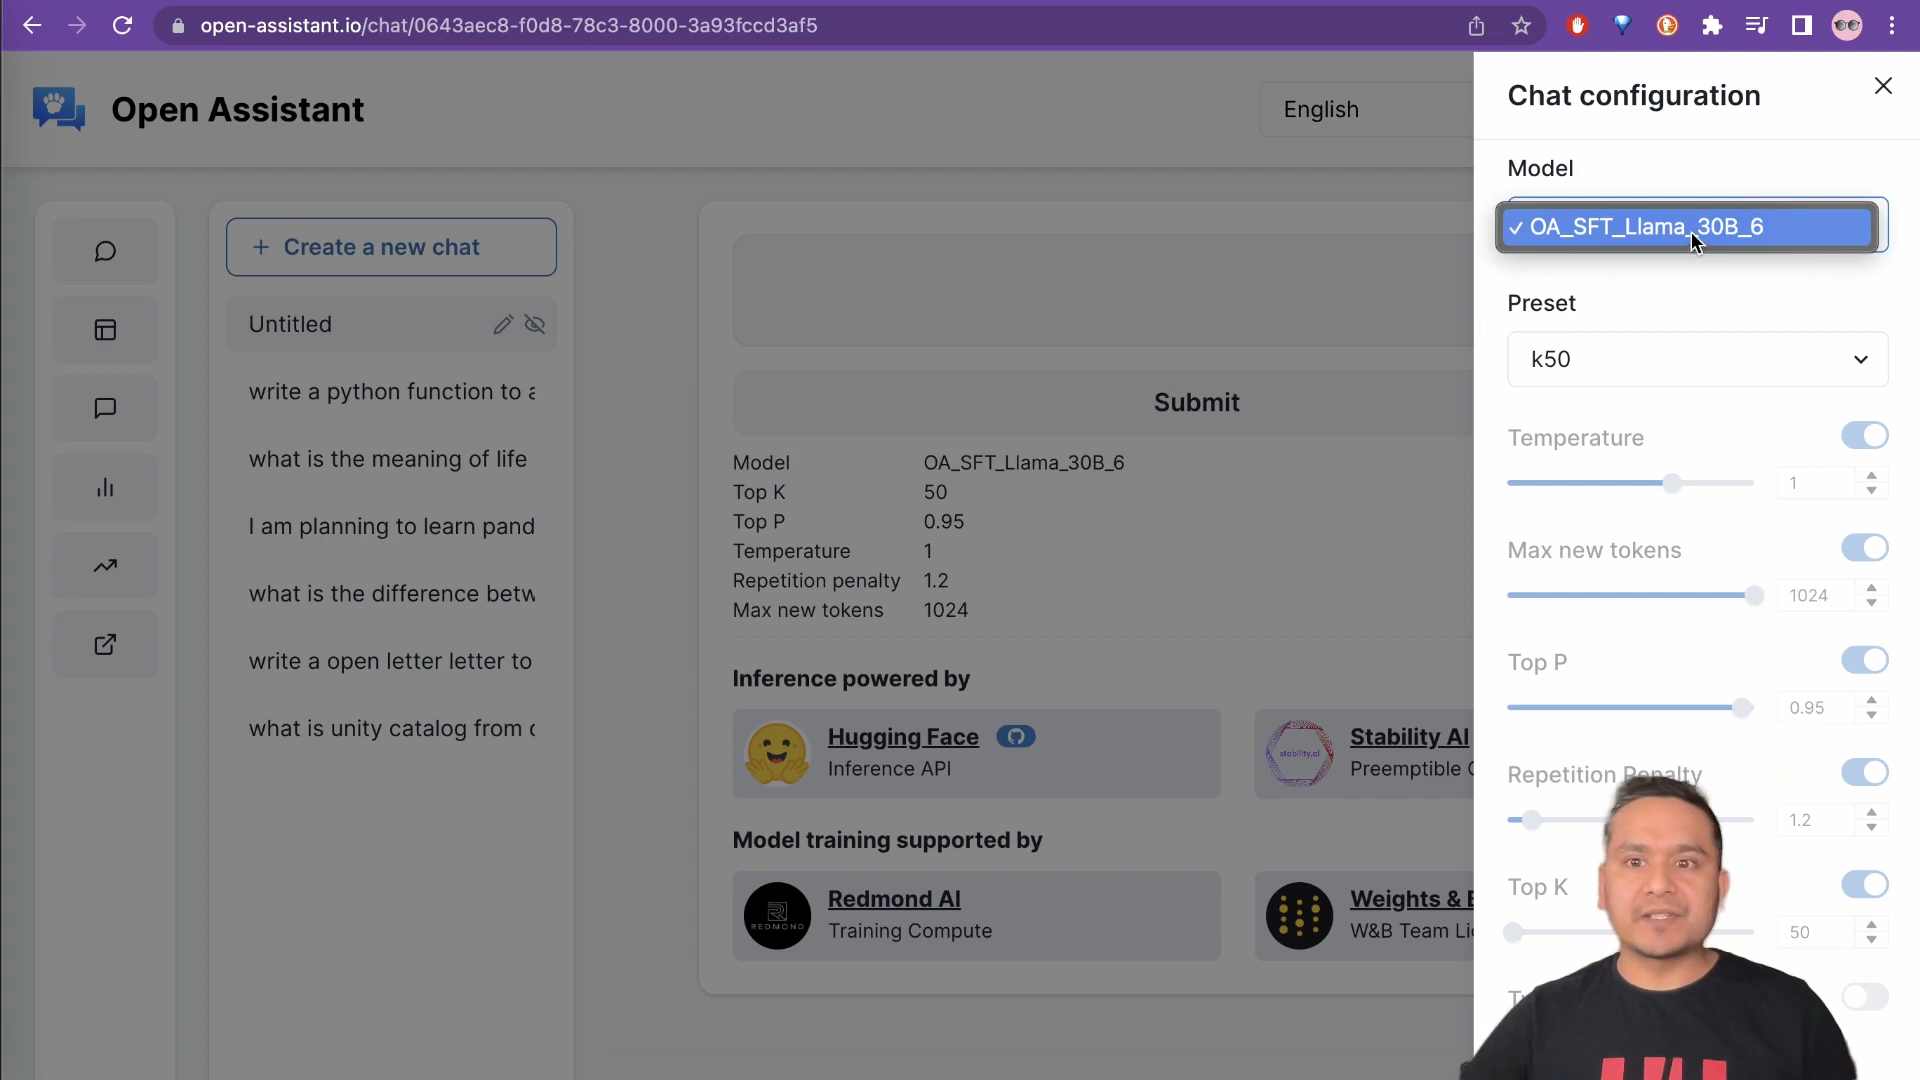 open-assistant.io/chat/0643aec8-f0d8-78c3-8000-3a93fccd3af5
Open Assistant
English
Chat configuration
Model
✓ OA_SFT_Llama_30B_6
Preset
k50
Temperature
1
Max new tokens
1024
Top P
0.95
Repetition Penalty
1.2
Top K
50
+ Create a new chat
Untitled
write a python function to a
what is the meaning of life
I am planning to learn pand
what is the difference betw
write a open letter letter to
what is unity catalog from
Submit
Model OA_SFT_Llama_30B_6
Top K 50
Top P 0.95
Temperature 1
Repetition penalty 1.2
Max new tokens 1024
Inference powered by
Hugging Face
Inference API
stability.ai
Stability AI
Preemptible
Model training supported by
REDMOND
Redmond AI
Training Compute
Weights &
W&B Team